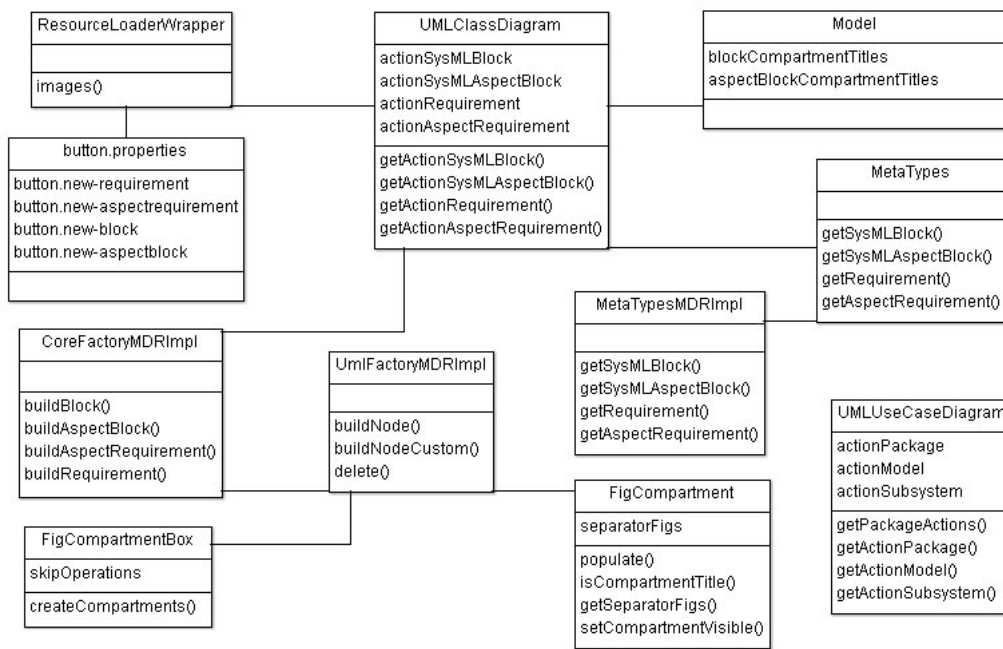 ResourceLoaderWrapper
images()
UMLClassDiagram
actionSysMLBlock
actionSysMLAspectBlock
actionRequirement
actionAspectRequirement
getActionSysMLBlock()
getActionSysMLAspectBlock()
getActionRequirement()
getActionAspectRequirement()
Model
blockCompartmentTitles
aspectBlockCompartmentTitles
button.properties
button.new-requirement
button.new-aspectrequirement
button.new-block
button.new-aspectblock
MetaTypes
getSysMLBlock()
getSysMLAspectBlock()
getRequirement()
getAspectRequirement()
MetaTypesMDRImpl
getSysMLBlock()
getSysMLAspectBlock()
getRequirement()
getAspectRequirement()
CoreFactoryMDRImpl
buildBlock()
buildAspectBlock()
buildAspectRequirement()
buildRequirement()
UmlFactoryMDRImpl
buildNode()
buildNodeCustom()
delete()
UMLUseCaseDiagram
actionPackage
actionModel
actionSubsystem
getPackageActions()
getActionPackage()
getActionModel()
getActionSubsystem()
FigCompartmentBox
skipOperations
createCompartments()
FigCompartment
separatorFigs
populate()
isCompartmentTitle()
getSeparatorFigs()
setCompartmentVisible()